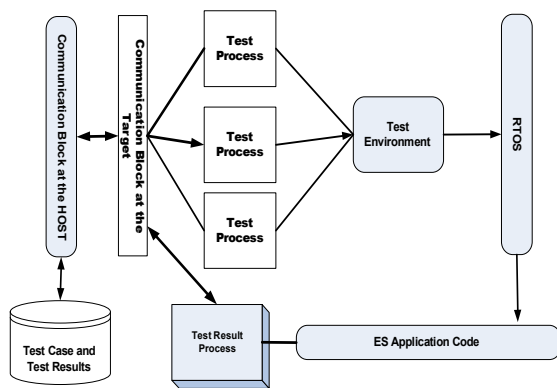 Communication Block at the HOST
Communication Block at the
Target
Test
Process
Test
Process
Test
Process
Test
Environment
RTOS
Test Case and
Test Results
Test Result
Process
ES Application Code